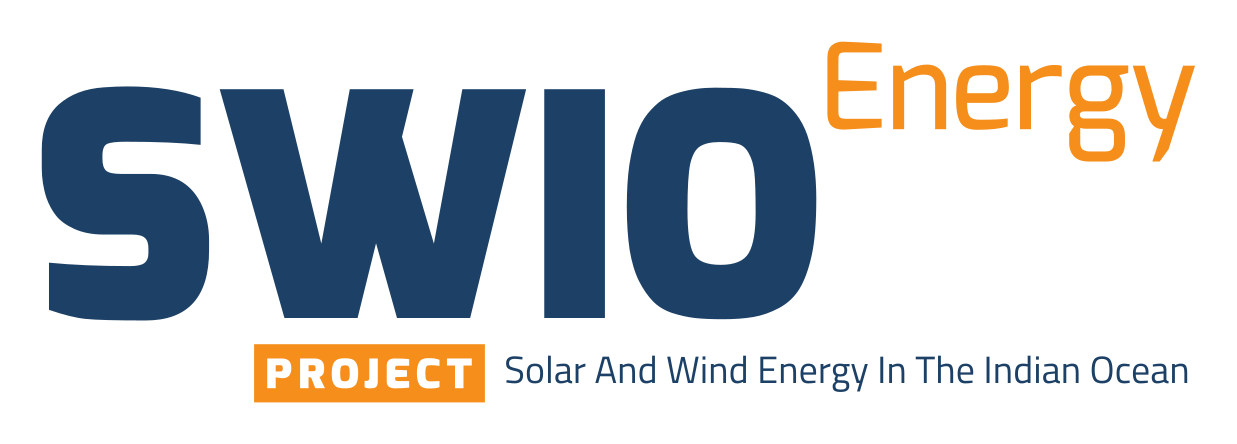 SWIO Energy
PROJECT Solar And Wind Energy In The Indian Ocean